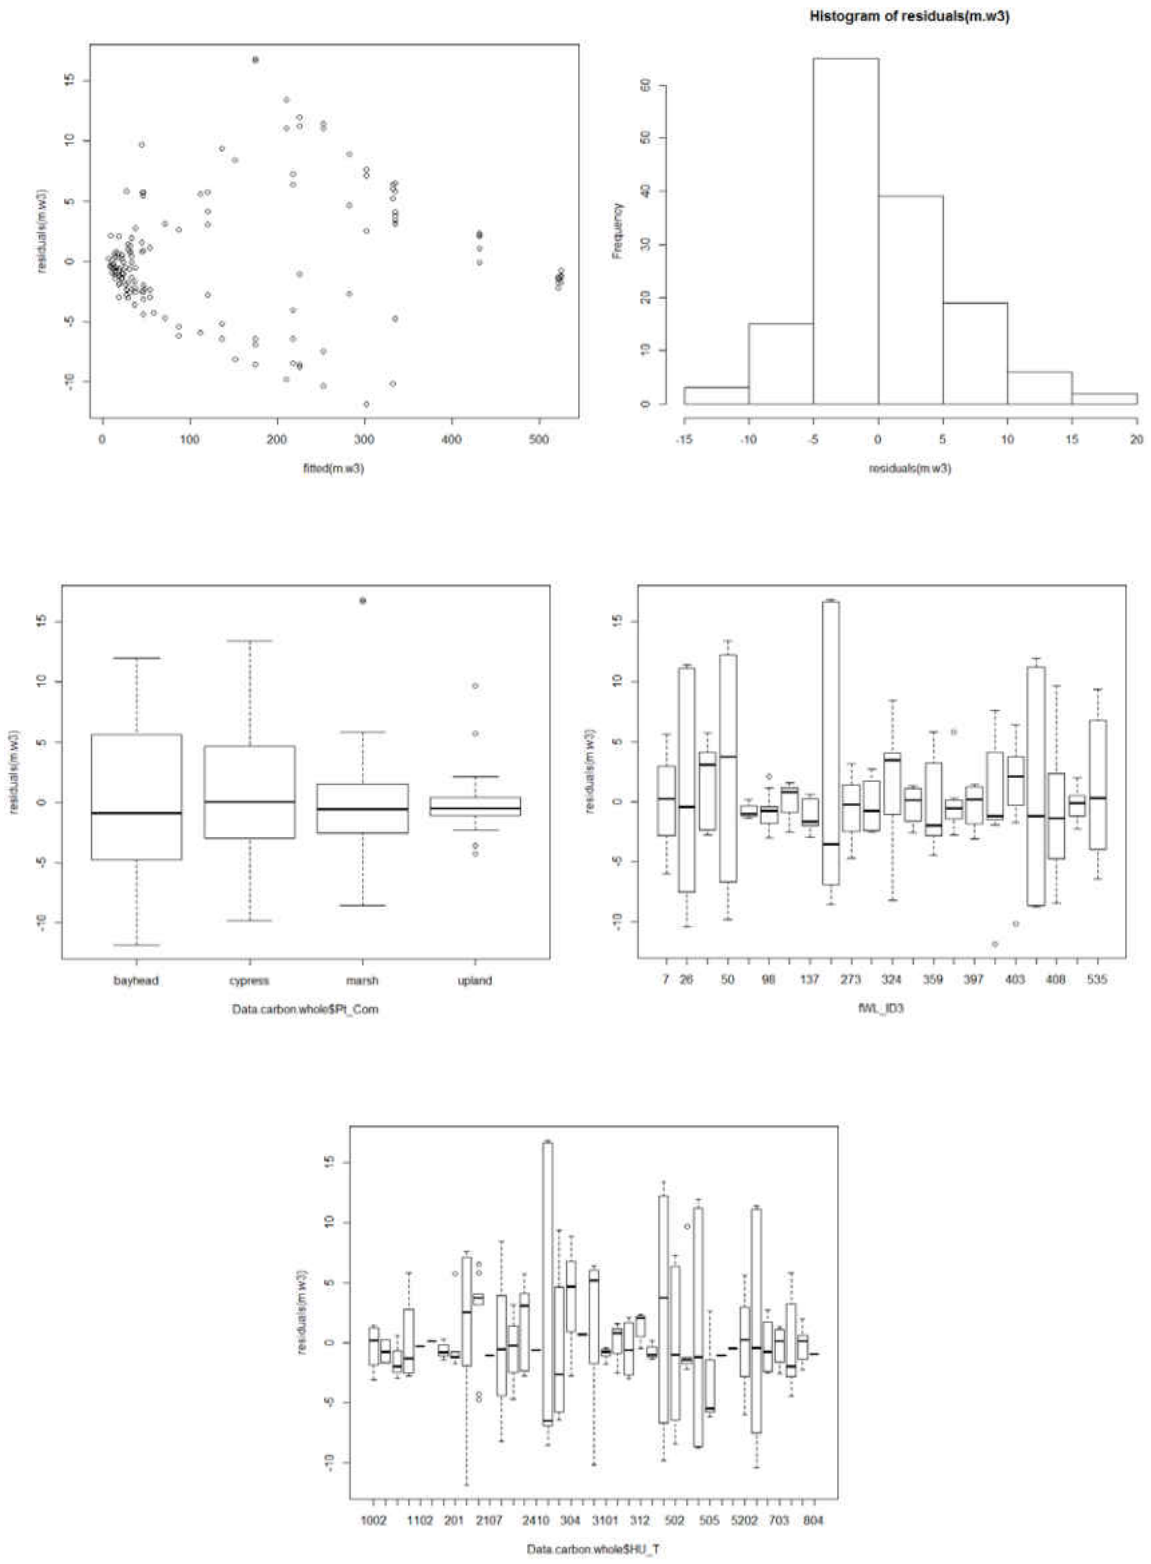 Histogram of residuals(m.w3)
residuals(m.w3)
15
10
5
0
-5
-10
0 100 200 300 400 500
fitted(m.w3)
Frequency
60
50
40
30
20
10
0
-15 -10 -5 0 5 10 15 20
residuals(m.w3)
residuals(m.w3)
15
10
5
0
-5
-10
bayhead cypress marsh upland
Data.carbon.whole$Pt_Com
residuals(m.w3)
15
10
5
0
-5
-10
7 26 50 98 137 273 324 359 397 403 408 535
fWL_ID3
residuals(m.w3)
15
10
5
0
-5
-10
1002 1102 201 2107 2410 304 3101 312 502 505 5202 703 804
Data.carbon.whole$HU_T